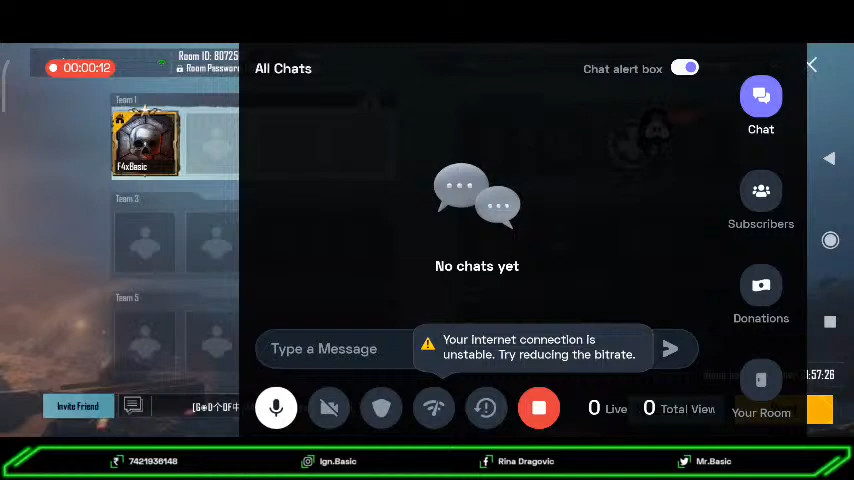 Room ID: 80725
00:00:12
Room Password
All Chats
Chat alert box
Team 1
F4xBasic
Chat
Team 3
Subscribers
No chats yet
Team 5
Donations
Your internet connection is
unstable. Try reducing the bitrate.
Type a Message
:57:26
Invite Friend
0 Live
0 Total View
Your Room
7421936148
Ign.Basic
Rina Dragovic
Mr.Basic